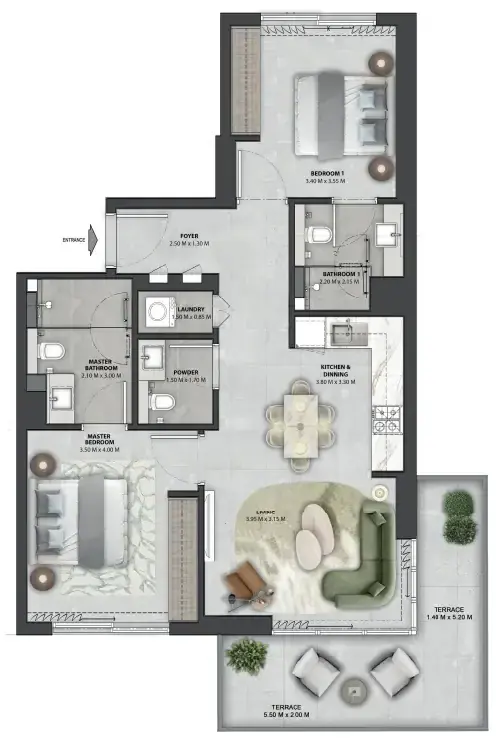 BEDROOM 1
3.40 M x 3.55 M
FOYER
2.50 M x 1.30 M
ENTRANCE
BATHROOM 1
2.20 M x 2.15 M
LAUNDRY
1.50 M x 0.85 M
MASTER
BATHROOM
2.10 M x 3.00 M
POWDER
1.50 M x 1.70 M
KITCHEN &
DINNING
3.80 M x 3.30 M
MASTER
BEDROOM
3.50 M x 4.00 M
LIVING
3.95 M x 3.15 M
TERRACE
1.49 M x 5.20 M
TERRACE
5.50 M x 2.00 M